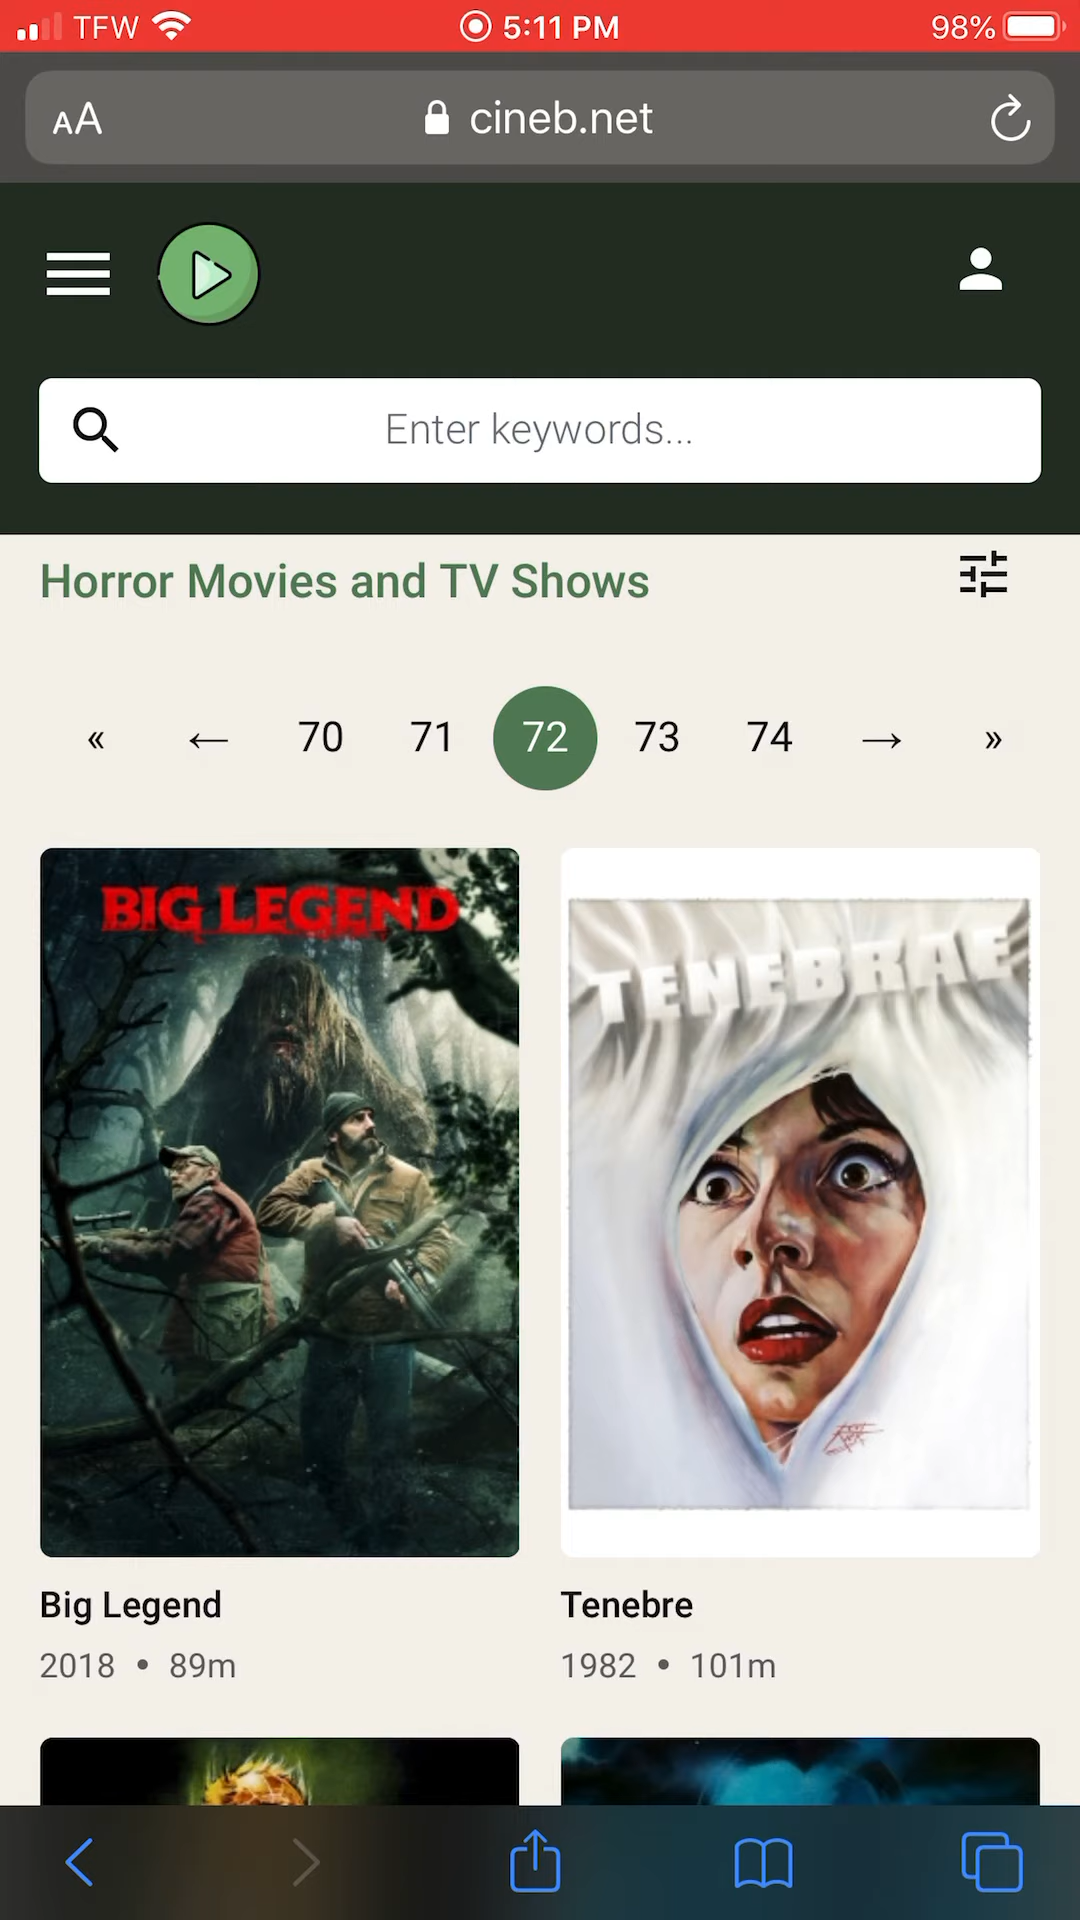 TFW 5:11 PM 98%
AA cineb.net
Enter keywords...
Horror Movies and TV Shows
« ← 70 71 72 73 74 → »
BIG LEGEND
TENEBRAE
Big Legend
2018 • 89m
Tenebre
1982 • 101m